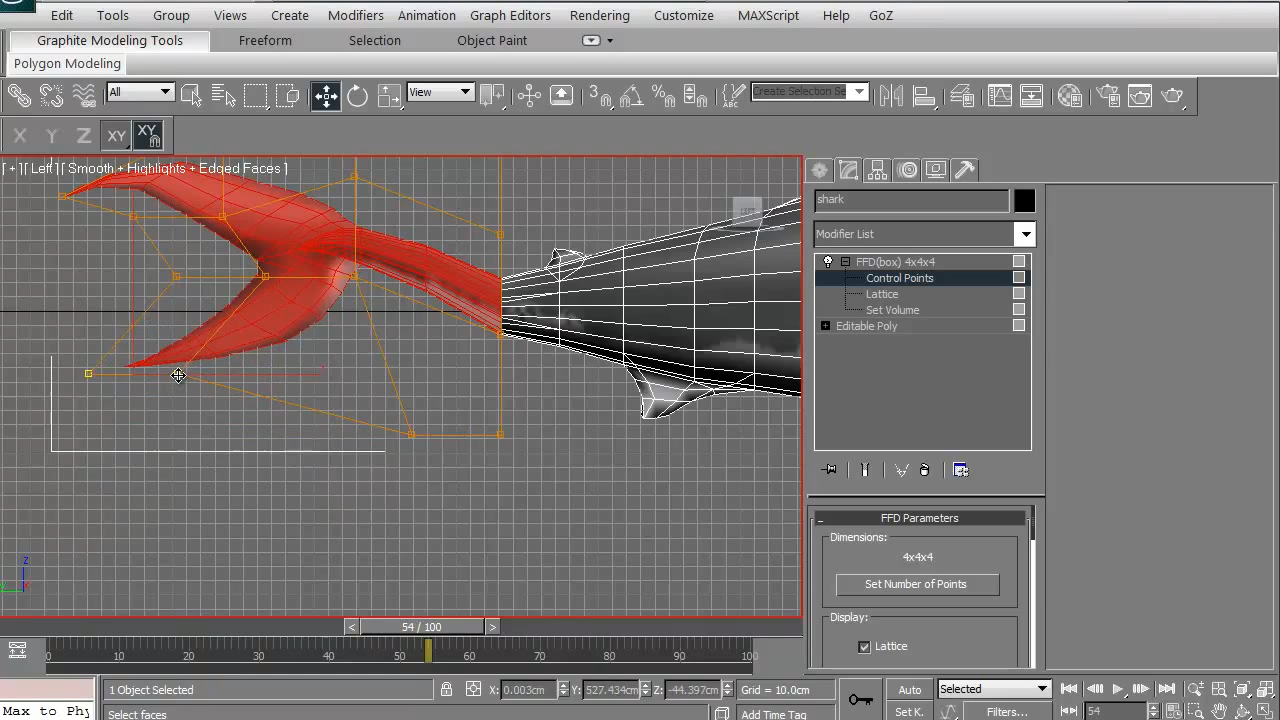 Edit Tools Group Views Create Modifiers Animation Graph Editors Rendering Customize MAXScript Help GoZ
Graphite Modeling Tools Freeform Selection Object Paint
Polygon Modeling
All View Create Selection Se
X Y Z XY XY
[ + ][ Left ][ Smooth + Highlights + Edged Faces ]
shark
Modifier List
FFD(box) 4x4x4
Control Points
Lattice
Set Volume
Editable Poly
FFD Parameters
Dimensions:
4x4x4
Set Number of Points
Display:
Lattice
z
< 54 / 100 >
0 10 20 30 40 50 60 70 80 90 100
1 Object Selected X: 0.003cm Y: 527.434cm Z: -44.397cm Grid = 10.0cm Auto Selected
Max to Phy Select faces Add Time Tag Set K. Filters... 54